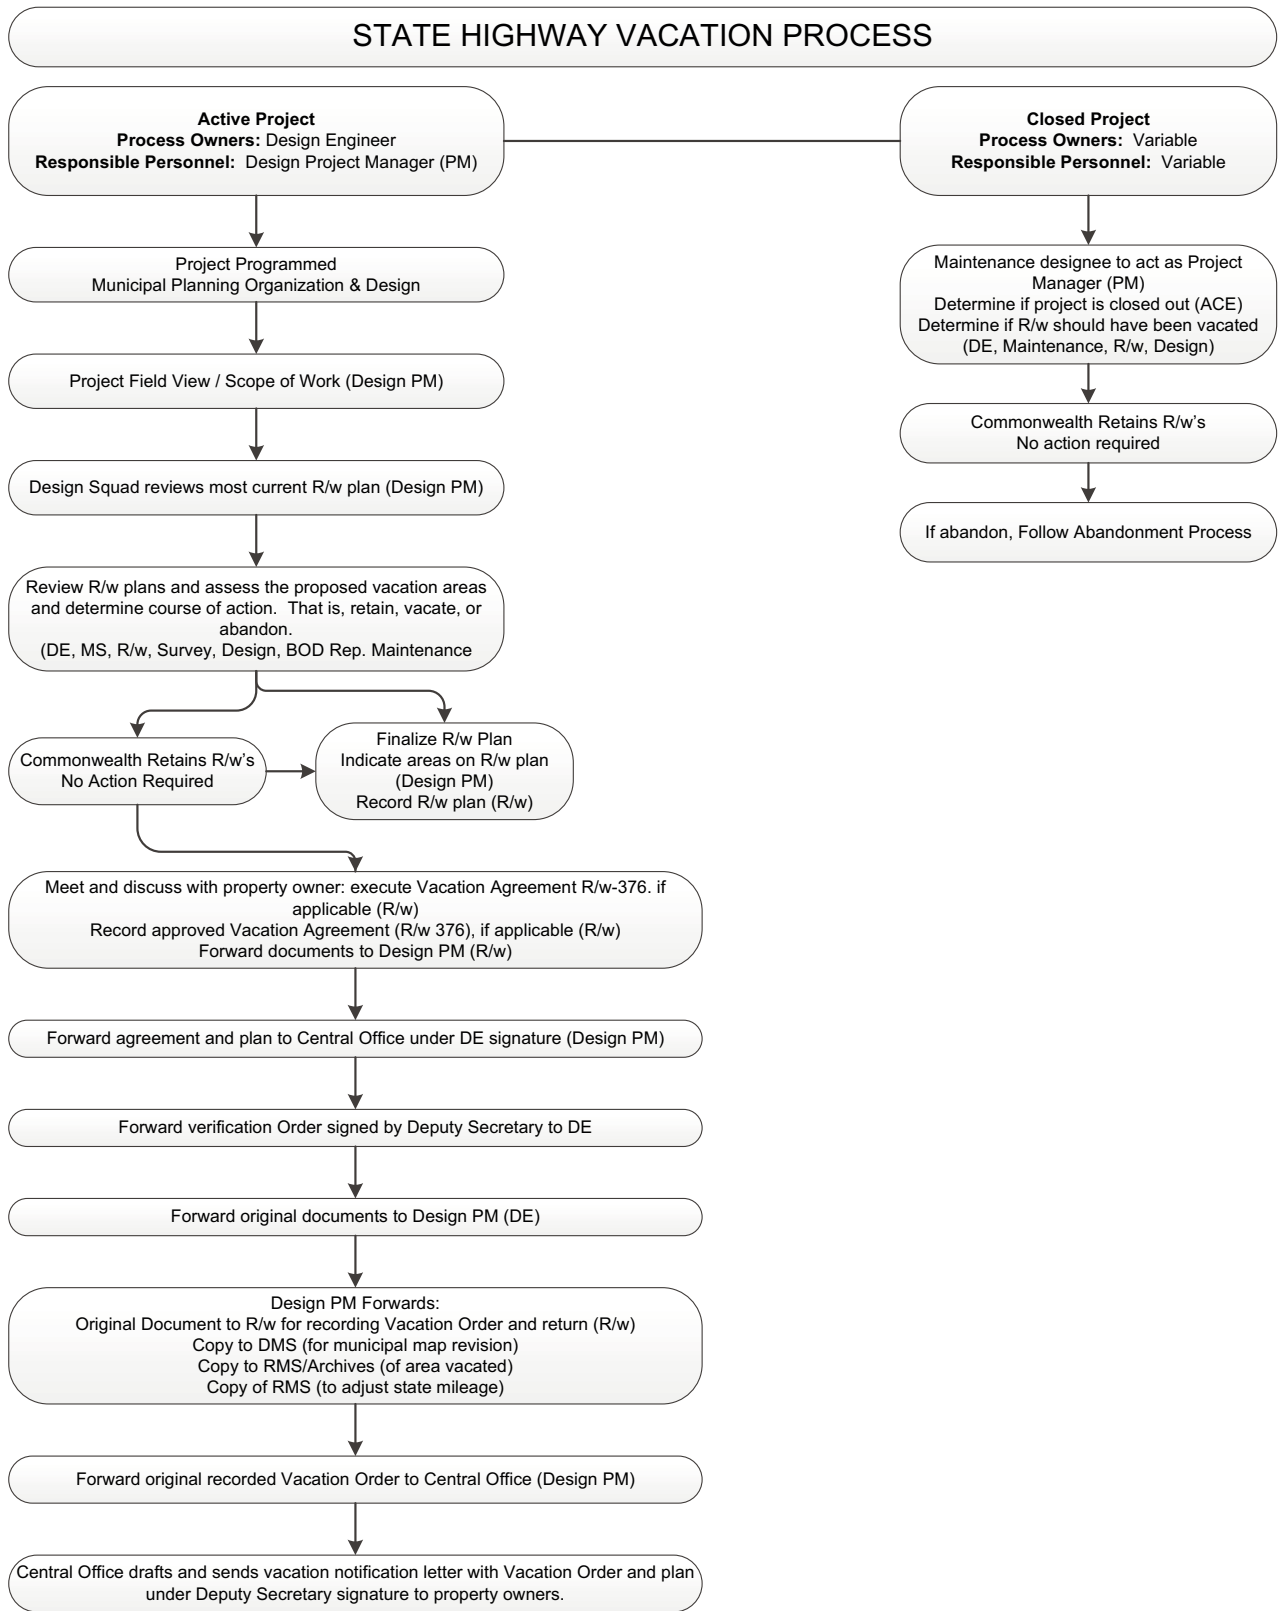 STATE HIGHWAY VACATION PROCESS
Active Project
Process Owners: Design Engineer
Responsible Personnel: Design Project Manager (PM)
Project Programmed
Municipal Planning Organization & Design
Project Field View / Scope of Work (Design PM)
Design Squad reviews most current R/w plan (Design PM)
Review R/w plans and assess the proposed vacation areas
and determine course of action. That is, retain, vacate, or
abandon.
(DE, MS, R/w, Survey, Design, BOD Rep. Maintenance
Commonwealth Retains R/w's
No Action Required
Finalize R/w Plan
Indicate areas on R/w plan
(Design PM)
Record R/w plan (R/w)
Meet and discuss with property owner: execute Vacation Agreement R/w-376. if
applicable (R/w)
Record approved Vacation Agreement (R/w 376), if applicable (R/w)
Forward documents to Design PM (R/w)
Forward agreement and plan to Central Office under DE signature (Design PM)
Forward verification Order signed by Deputy Secretary to DE
Forward original documents to Design PM (DE)
Design PM Forwards:
Original Document to R/w for recording Vacation Order and return (R/w)
Copy to DMS (for municipal map revision)
Copy to RMS/Archives (of area vacated)
Copy of RMS (to adjust state mileage)
Forward original recorded Vacation Order to Central Office (Design PM)
Central Office drafts and sends vacation notification letter with Vacation Order and plan
under Deputy Secretary signature to property owners.
Closed Project
Process Owners: Variable
Responsible Personnel: Variable
Maintenance designee to act as Project
Manager (PM)
Determine if project is closed out (ACE)
Determine if R/w should have been vacated
(DE, Maintenance, R/w, Design)
Commonwealth Retains R/w's
No action required
If abandon, Follow Abandonment Process